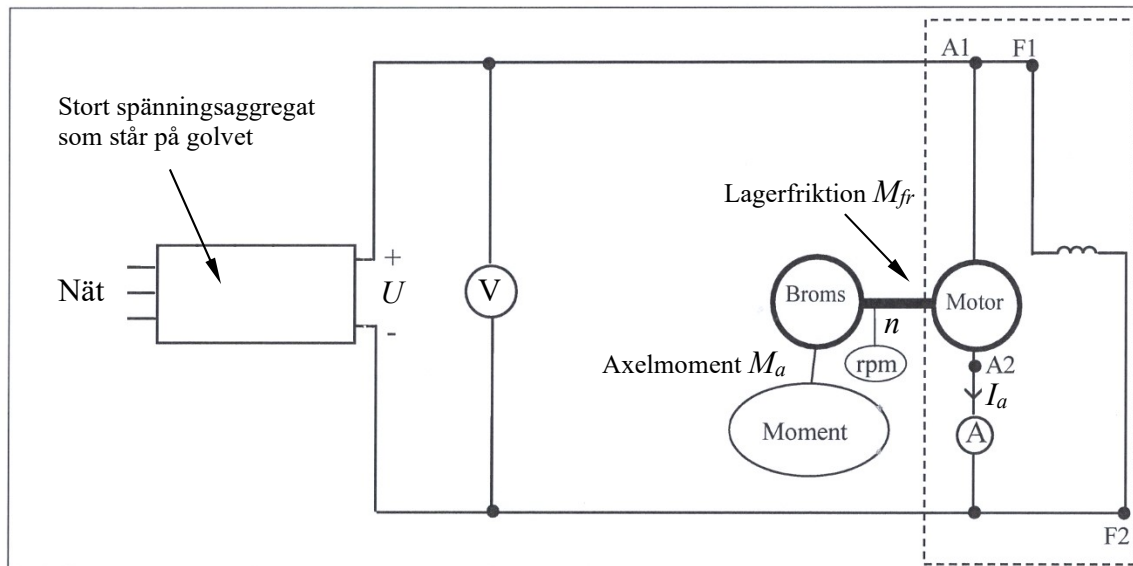 A1
F1
Stort spänningsaggregat
som står på golvet
Lagerfriktion Mfr
Nät
+
U
-
V
Broms
Motor
n
rpm
Axelmoment Ma
A2
Ia
Moment
A
F2